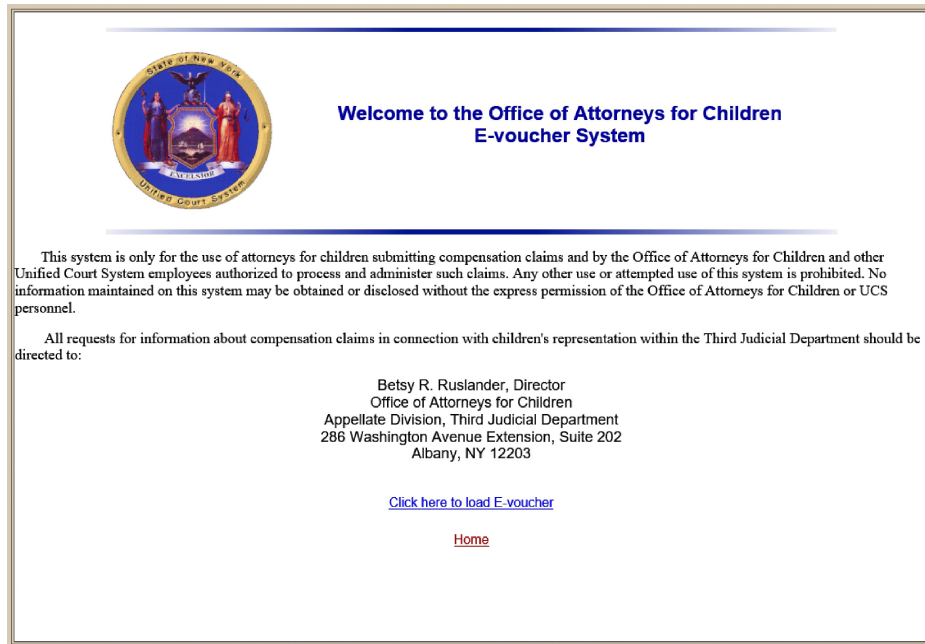 State of New York
EXCELSIOR
Unified Court System
Welcome to the Office of Attorneys for Children
E-voucher System
This system is only for the use of attorneys for children submitting compensation claims and by the Office of Attorneys for Children and other
Unified Court System employees authorized to process and administer such claims. Any other use or attempted use of this system is prohibited. No
information maintained on this system may be obtained or disclosed without the express permission of the Office of Attorneys for Children or UCS
personnel.
All requests for information about compensation claims in connection with children's representation within the Third Judicial Department should be
directed to:
Betsy R. Ruslander, Director
Office of Attorneys for Children
Appellate Division, Third Judicial Department
286 Washington Avenue Extension, Suite 202
Albany, NY 12203
Click here to load E-voucher
Home